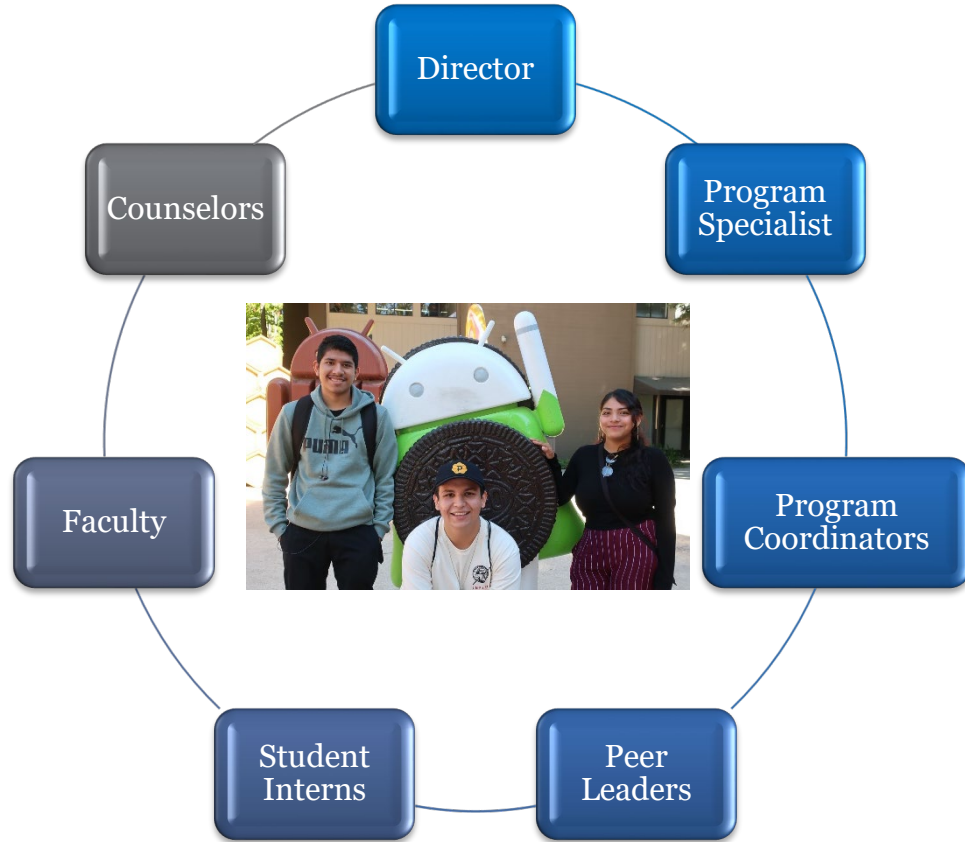 Director
Program
Specialist
Program
Coordinators
Peer
Leaders
Student
Interns
Faculty
Counselors
PUMA
P